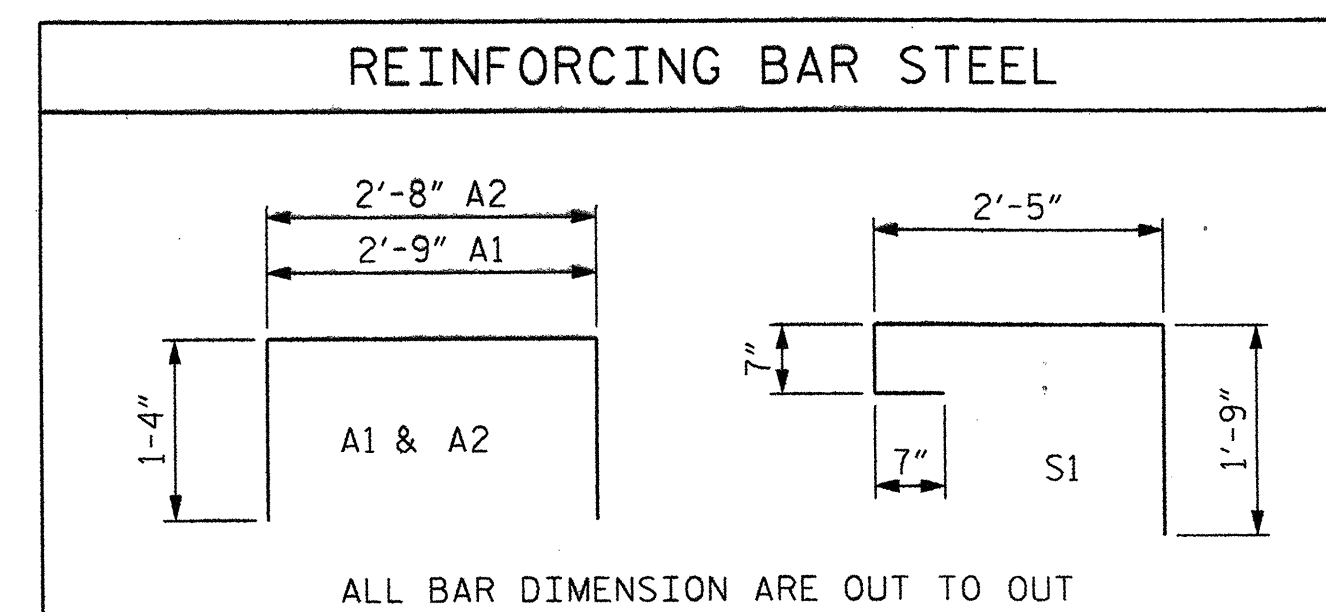 REINFORCING BAR STEEL
2'-8" A2
2'-9" A1
1-4"
A1 & A2
2'-5"
7"
7"
S1
1'-9"
ALL BAR DIMENSION ARE OUT TO OUT